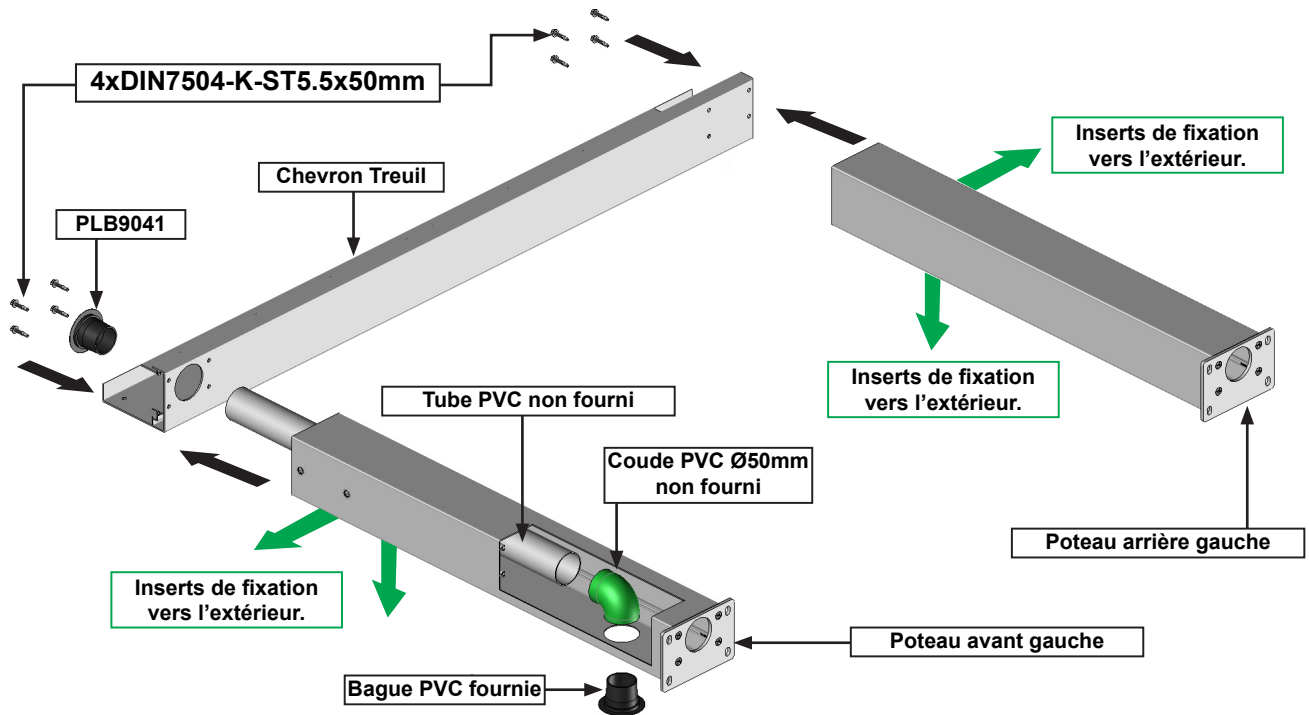 4xDIN7504-K-ST5.5x50mm
Inserts de fixation
vers l’extérieur.
Chevron Treuil
PLB9041
Inserts de fixation
vers l’extérieur.
Tube PVC non fourni
Coude PVC Ø50mm
non fourni
Poteau arrière gauche
Inserts de fixation
vers l’extérieur.
Poteau avant gauche
Bague PVC fournie